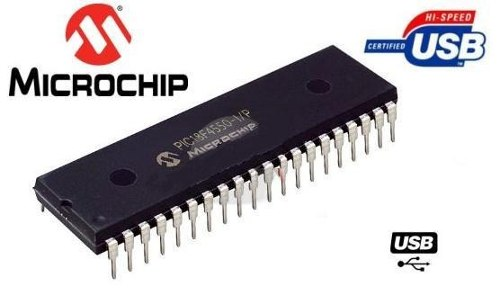 MICROCHIP
HI-SPEED
CERTIFIED USB
PIC18F4550-I/P
MICROCHIP
USB